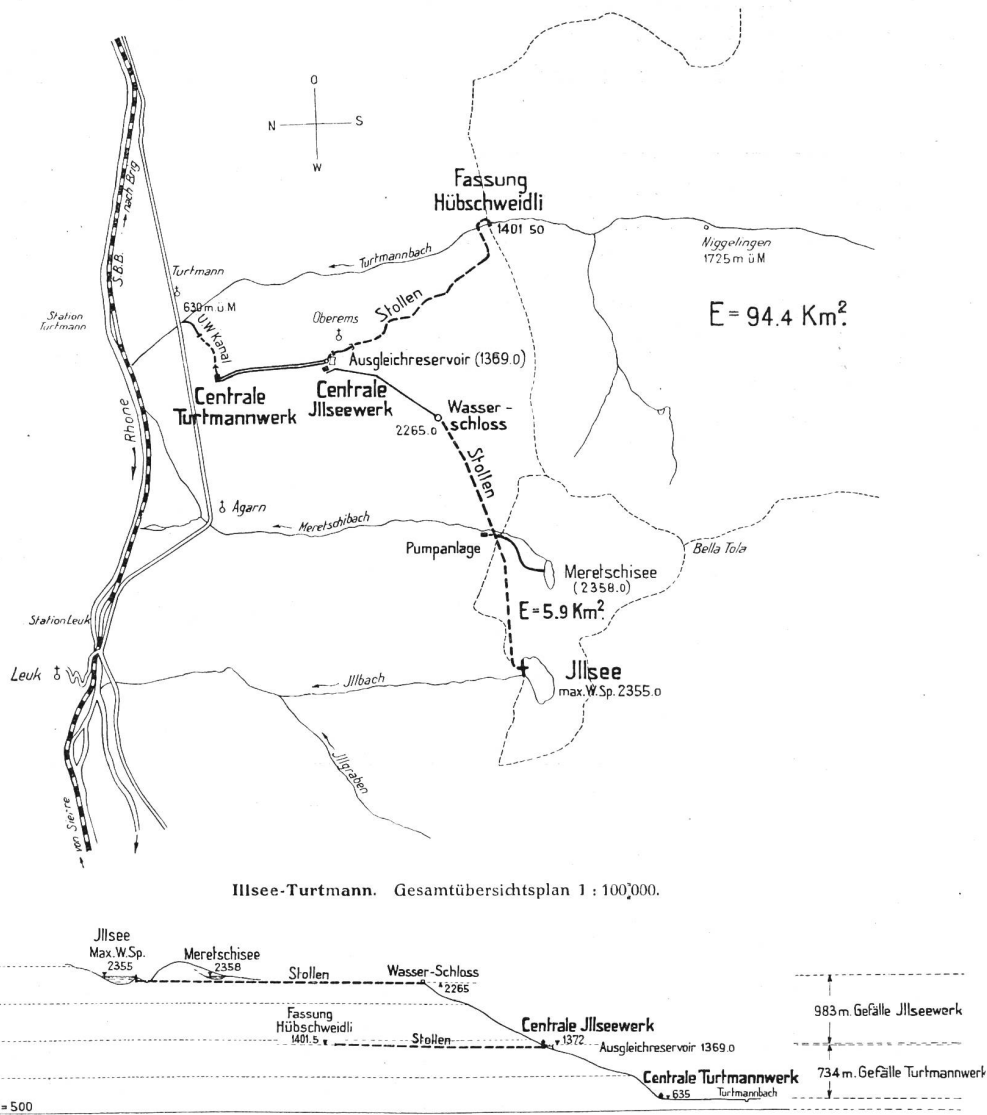 O
N
S
W
nach Brig
S.B.B.
Fassung
Hübschweidli
1401 50
Turtmannbach
Niggelingen
1725 m ü M
Turtmann
630 m. ü M
Station
Turtmann
U.W Kanal
Oberems
Stollen
E = 94.4 Km².
Ausgleichreservoir (1369.0)
Centrale
Turtmannwerk
Centrale
Jllseewerk
Wasser -
schloss
2265.0
Rhone
Stollen
Agarn
Meretschibach
Pumpanlage
Bella Tola
Meretschisee
(2358.0)
E = 5.9 Km².
Station Leuk
Leuk
Jllbach
Jllsee
max. W. Sp. 2355.0
Jllgraben
von Sierre
Illsee-Turtmann. Gesamtübersichtsplan 1 : 100,000.
Jllsee
Max. W. Sp.
2355
Meretschisee
2358
Stollen
Wasser-Schloss
2265
983 m. Gefälle Jllseewerk
Fassung
Hübschweidli
1401.5
Stollen
Centrale Jllseewerk
1372
Ausgleichreservoir 1369.0
734 m. Gefälle Turtmannwerk
Centrale Turtmannwerk
635
Turtmannbach
= 500